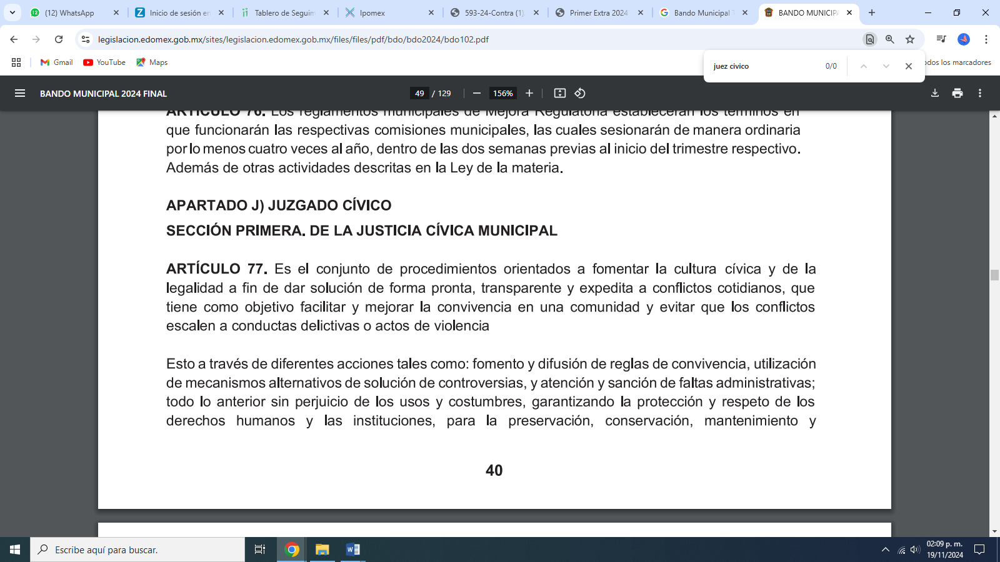 (12) WhatsApp
Inicio de sesión en
Tablero de Seguim
Ipomex
593-24-Contra (1)
Primer Extra 2024
Bando Municipal T
BANDO MUNICIPA
legislacion.edomex.gob.mx/sites/legislacion.edomex.gob.mx/files/files/pdf/bdo/bdo2024/bdo102.pdf
Gmail
YouTube
Maps
juez civico
0/0
odos los marcadores
BANDO MUNICIPAL 2024 FINAL
49 / 129
156%
ARTÍCULO 76. Los reglamentos municipales de Mejora Regulatoria establecerán los términos en
que funcionarán las respectivas comisiones municipales, las cuales sesionarán de manera ordinaria
por lo menos cuatro veces al año, dentro de las dos semanas previas al inicio del trimestre respectivo.
Además de otras actividades descritas en la Ley de la materia.
APARTADO J) JUZGADO CÍVICO
SECCIÓN PRIMERA. DE LA JUSTICIA CÍVICA MUNICIPAL
ARTÍCULO 77. Es el conjunto de procedimientos orientados a fomentar la cultura cívica y de la
legalidad a fin de dar solución de forma pronta, transparente y expedita a conflictos cotidianos, que
tiene como objetivo facilitar y mejorar la convivencia en una comunidad y evitar que los conflictos
escalen a conductas delictivas o actos de violencia
Esto a través de diferentes acciones tales como: fomento y difusión de reglas de convivencia, utilización
de mecanismos alternativos de solución de controversias, y atención y sanción de faltas administrativas;
todo lo anterior sin perjuicio de los usos y costumbres, garantizando la protección y respeto de los
derechos humanos y las instituciones, para la preservación, conservación, mantenimiento y
40
Escribe aquí para buscar.
02:09 p. m.
19/11/2024